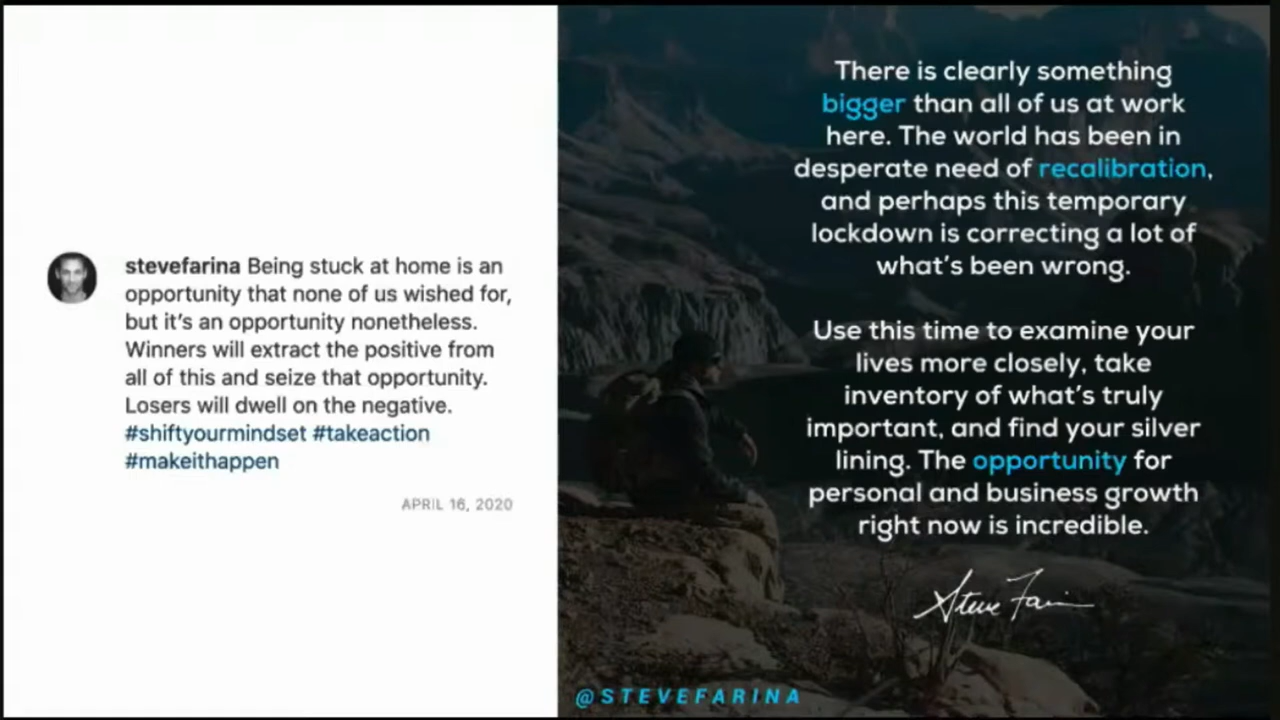 stevefarina Being stuck at home is an
opportunity that none of us wished for,
but it's an opportunity nonetheless.
Winners will extract the positive from
all of this and seize that opportunity.
Losers will dwell on the negative.
#shiftyourmindset #takeaction
#makeithappen
APRIL 16, 2020
There is clearly something
bigger than all of us at work
here. The world has been in
desperate need of recalibration,
and perhaps this temporary
lockdown is correcting a lot of
what's been wrong.
Use this time to examine your
lives more closely, take
inventory of what's truly
important, and find your silver
lining. The opportunity for
personal and business growth
right now is incredible.
Steve Fari
@STEVEFARINA